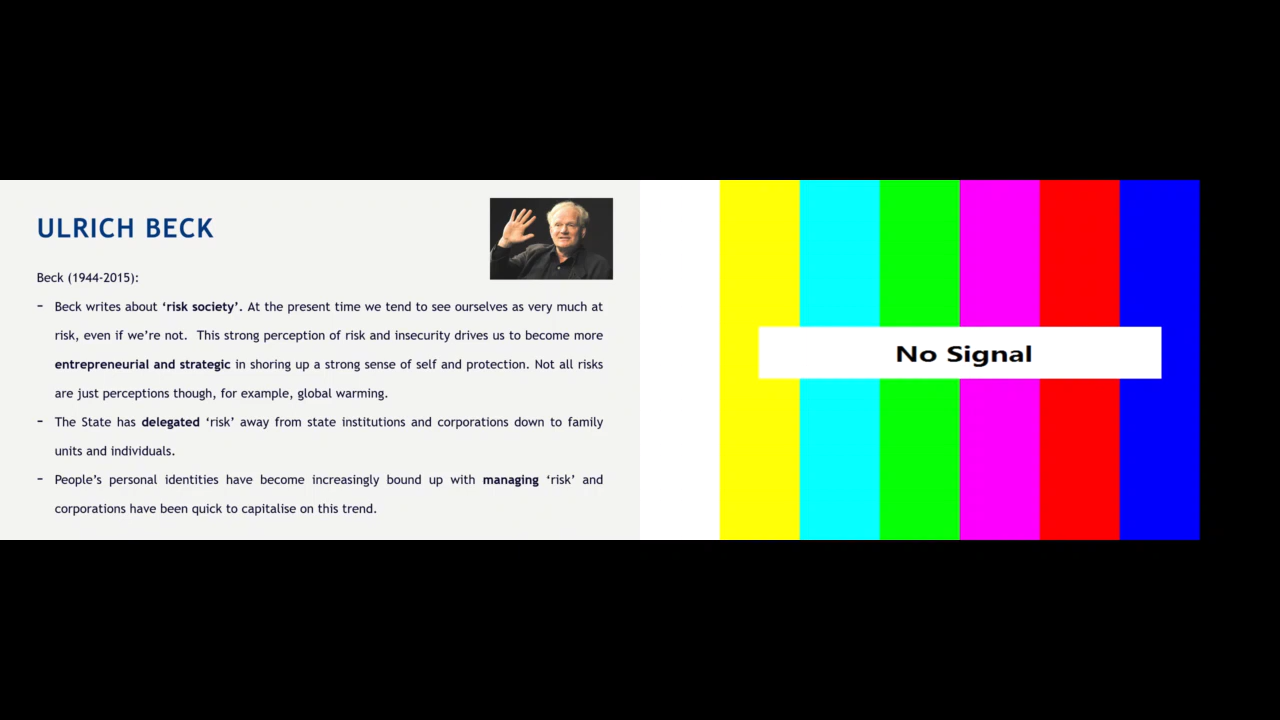 ULRICH BECK
Beck (1944-2015):
– Beck writes about ‘risk society’. At the present time we tend to see ourselves as very much at
risk, even if we’re not. This strong perception of risk and insecurity drives us to become more
entrepreneurial and strategic in shoring up a strong sense of self and protection. Not all risks
are just perceptions though, for example, global warming.
– The State has delegated ‘risk’ away from state institutions and corporations down to family
units and individuals.
– People’s personal identities have become increasingly bound up with managing ‘risk’ and
corporations have been quick to capitalise on this trend.
No Signal